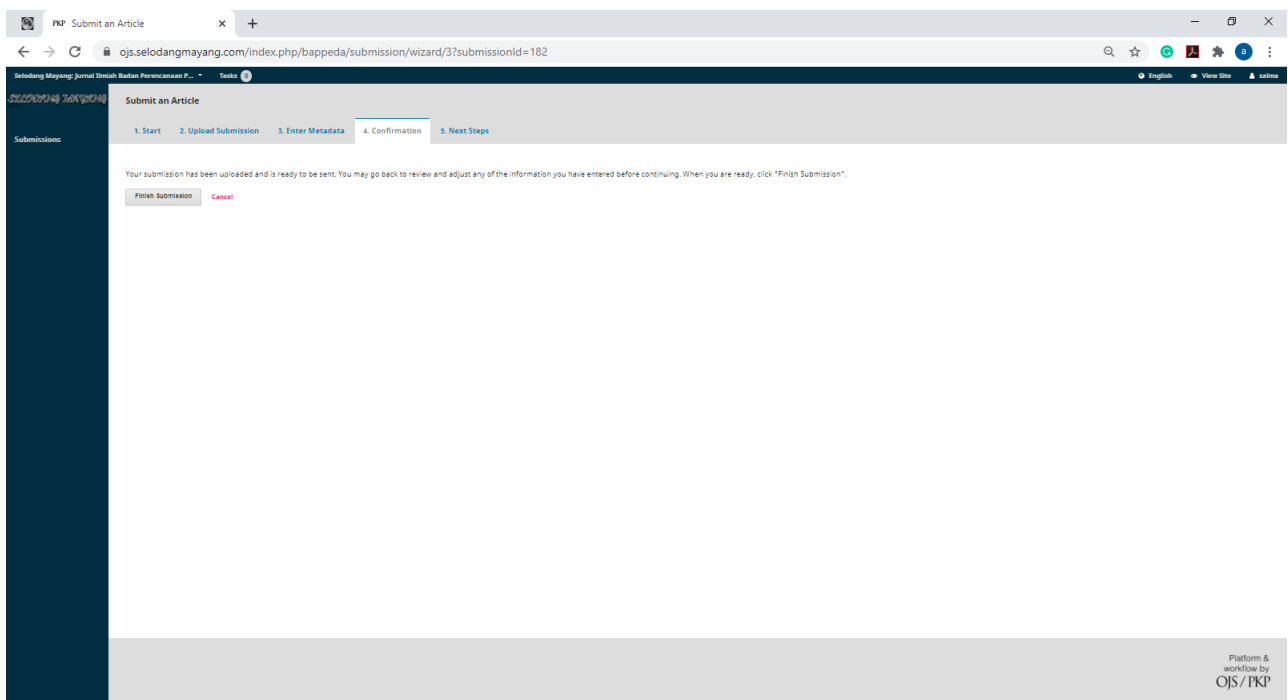 PKP Submit an Article
ojs.selodangmayang.com/index.php/bappeda/submission/wizard/3?submissionId=182
a
Selodang Mayang: Jurnal Ilmiah Badan Perencanaan P... Tasks 0 English View Site salma
SELODANG MAYANG
Submit an Article
Submissions
1. Start 2. Upload Submission 3. Enter Metadata 4. Confirmation 5. Next Steps
Your submission has been uploaded and is ready to be sent. You may go back to review and adjust any of the information you have entered before continuing. When you are ready, click "Finish Submission".
Finish Submission Cancel
Platform &
workflow by
OJS / PKP